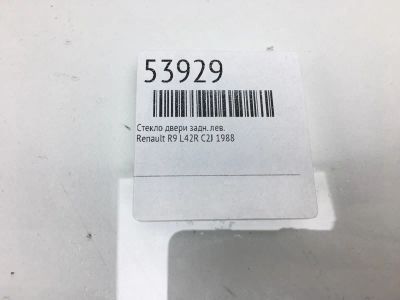 53929
Стекло двери задн. лев.
Renault R9 L42R C2J 1988